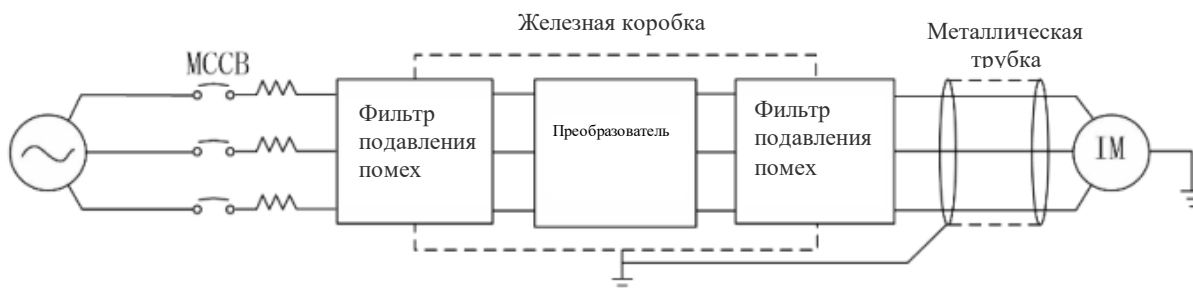 Железная коробка
Металлическая
трубка
MCCB
Фильтр
подавления
помех
Преобразователь
Фильтр
подавления
помех
IM